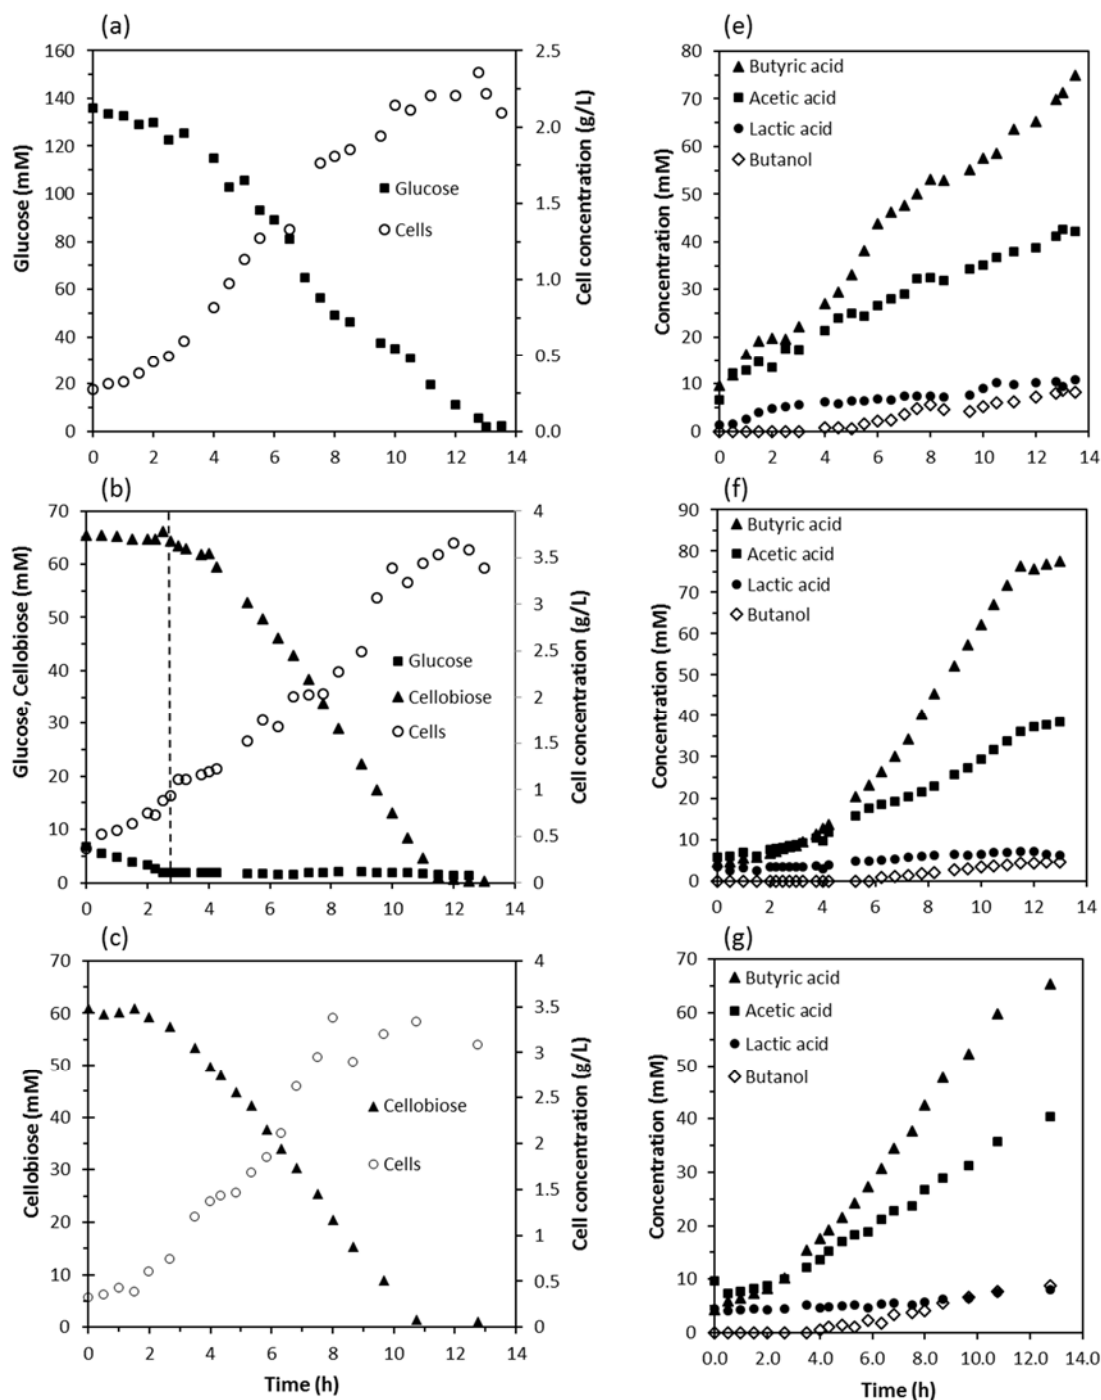 (a)
160
140
120
100
80
60
40
20
0
Glucose (mM)
2.5
2.0
1.5
1.0
0.5
0.0
Cell concentration (g/L)
Glucose
Cells
0 2 4 6 8 10 12 14
(e)
80
70
60
50
40
30
20
10
0
Concentration (mM)
Butyric acid
Acetic acid
Lactic acid
Butanol
0 2 4 6 8 10 12 14
(b)
70
60
50
40
30
20
10
0
Glucose, Cellobiose (mM)
4
3.5
3
2.5
2
1.5
1
0.5
0
Cell concentration (g/L)
Glucose
Cellobiose
Cells
0 2 4 6 8 10 12 14
(f)
90
80
70
60
50
40
30
20
10
0
Concentration (mM)
Butyric acid
Acetic acid
Lactic acid
Butanol
0 2 4 6 8 10 12 14
(c)
70
60
50
40
30
20
10
0
Cellobiose (mM)
4
3.5
3
2.5
2
1.5
1
0.5
0
Cell concentration (g/L)
Cellobiose
Cells
0 2 4 6 8 10 12 14
Time (h)
(g)
70
60
50
40
30
20
10
0
Concentration (mM)
Butyric acid
Acetic acid
Lactic acid
Butanol
0.0 2.0 4.0 6.0 8.0 10.0 12.0 14.0
Time (h)